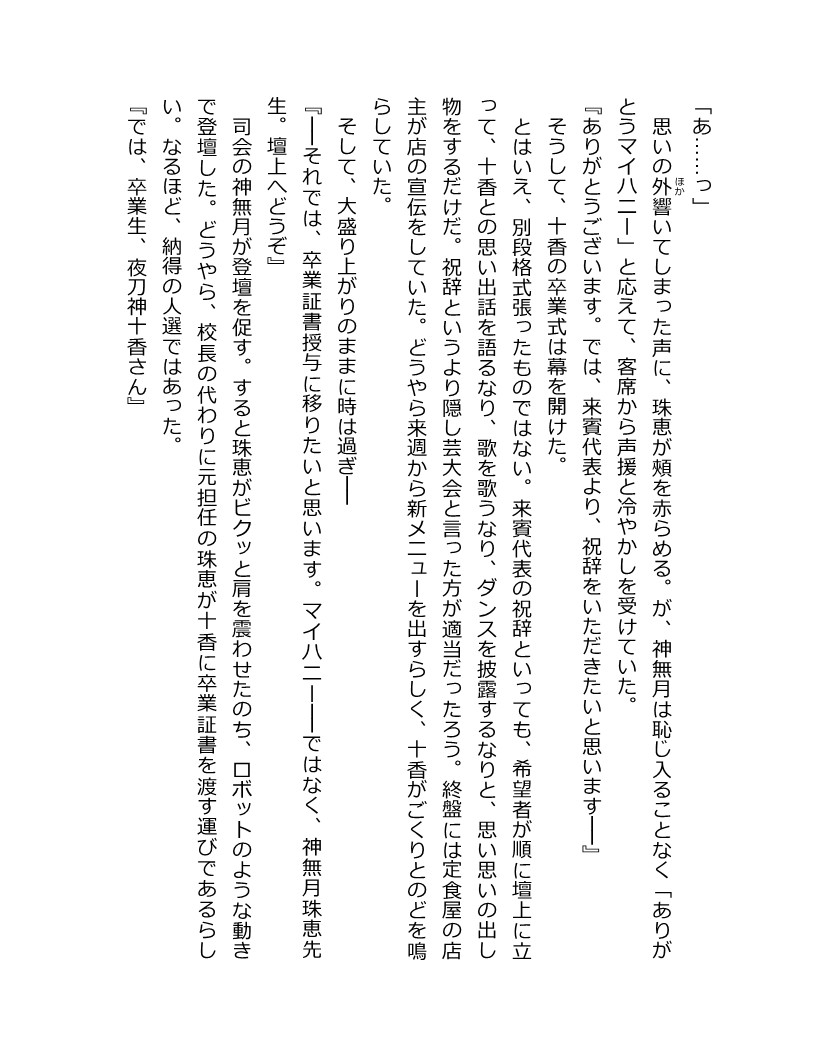 「あ……っ」
　思いの外響いてしまった声に、珠恵が頰を赤らめる。が、神無月は恥じ入ることなく「ありが
とうマイハニー」と応えて、客席から声援と冷やかしを受けていた。
『ありがとうございます。では、来賓代表より、祝辞をいただきたいと思います――』
　そうして、十香の卒業式は幕を開けた。
　とはいえ、別段格式張ったものではない。来賓代表の祝辞といっても、希望者が順に壇上に立
って、十香との思い出話を語るなり、歌を歌うなり、ダンスを披露するなりと、思い思いの出し
物をするだけだ。祝辞というより隠し芸大会と言った方が適当だったろう。終盤には定食屋の店
主が店の宣伝をしていた。どうやら来週から新メニューを出すらしく、十香がごくりとのどを鳴
らしていた。
　そして、大盛り上がりのままに時は過ぎ――
『――それでは、卒業証書授与に移りたいと思います。マイハニー――ではなく、神無月珠恵先
生。壇上へどうぞ』
　司会の神無月が登壇を促す。すると珠恵がビクッと肩を震わせたのち、ロボットのような動き
で登壇した。どうやら、校長の代わりに元担任の珠恵が十香に卒業証書を渡す運びであるらし
い。なるほど、納得の人選ではあった。
『では、卒業生、夜刀神十香さん』
ほか